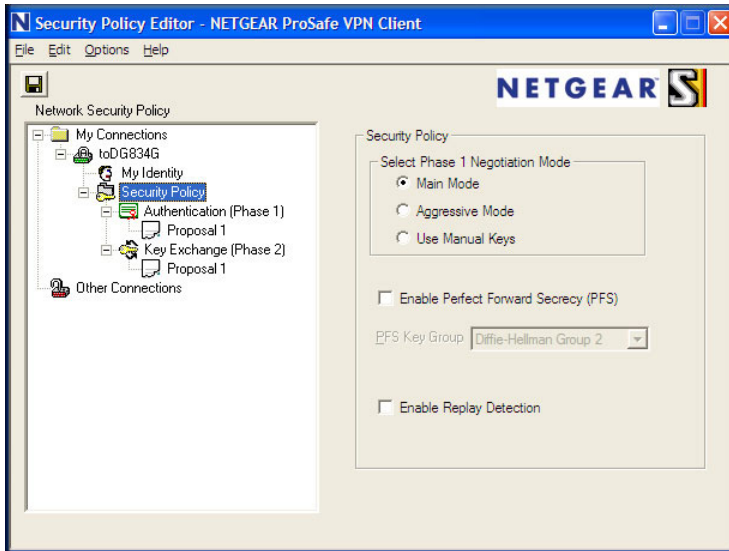 N Security Policy Editor - NETGEAR ProSafe VPN Client
File Edit Options Help
NETGEAR S
Network Security Policy
My Connections
toDG834G
My Identity
Security Policy
Authentication (Phase 1)
Proposal 1
Key Exchange (Phase 2)
Proposal 1
Other Connections
Security Policy
Select Phase 1 Negotiation Mode
Main Mode
Aggressive Mode
Use Manual Keys
Enable Perfect Forward Secrecy (PFS)
PFS Key Group Diffie-Hellman Group 2
Enable Replay Detection